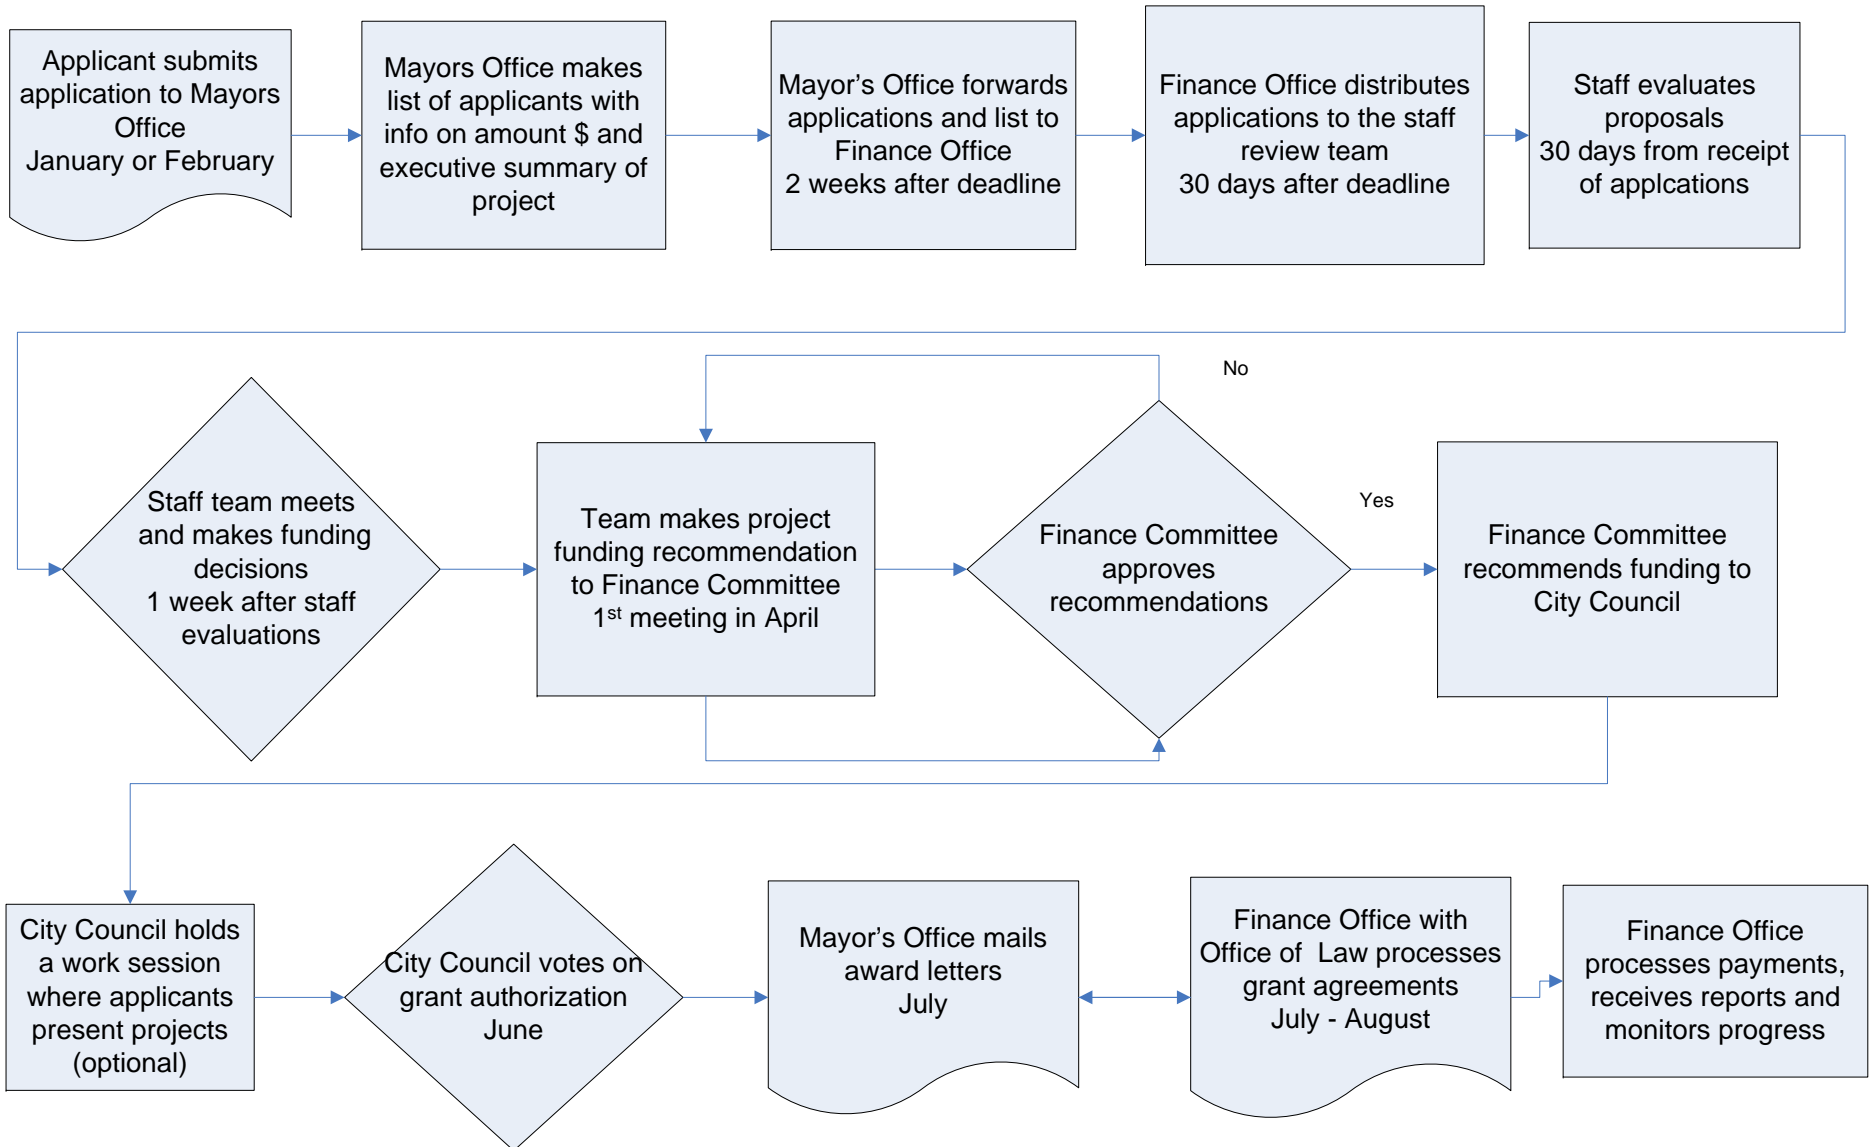 Applicant submits
application to Mayors
Office
January or February
Mayors Office makes
list of applicants with
info on amount $ and
executive summary of
project
Mayor’s Office forwards
applications and list to
Finance Office
2 weeks after deadline
Finance Office distributes
applications to the staff
review team
30 days after deadline
Staff evaluates
proposals
30 days from receipt
of applcations
Staff team meets
and makes funding
decisions
1 week after staff
evaluations
Team makes project
funding recommendation
to Finance Committee
1st meeting in April
No
Finance Committee
approves
recommendations
Yes
Finance Committee
recommends funding to
City Council
City Council holds
a work session
where applicants
present projects
(optional)
City Council votes on
grant authorization
June
Mayor’s Office mails
award letters
July
Finance Office with
Office of Law processes
grant agreements
July - August
Finance Office
processes payments,
receives reports and
monitors progress